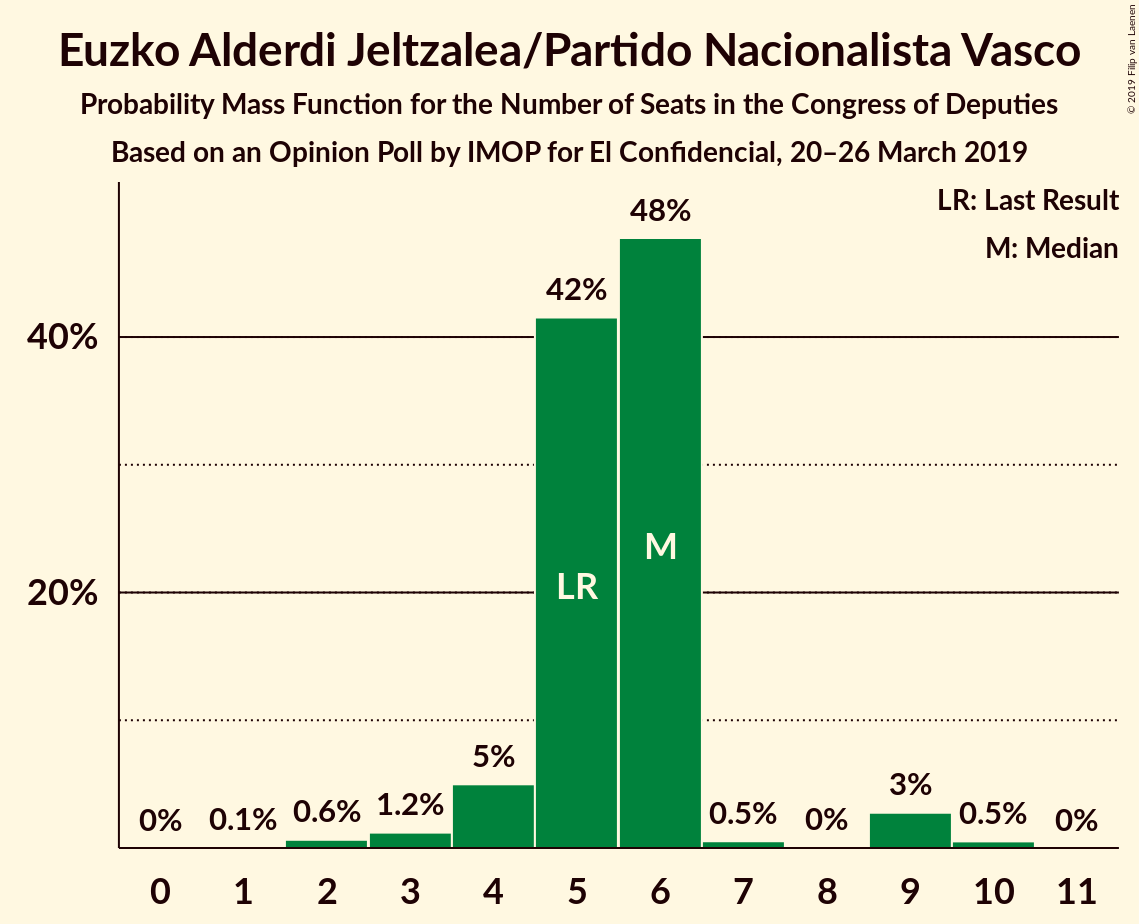 Euzko Alderdi Jeltzalea/Partido Nacionalista Vasco
Probability Mass Function for the Number of Seats in the Congress of Deputies
Based on an Opinion Poll by IMOP for El Confidencial, 20–26 March 2019
© 2019 Filip van Laenen
LR: Last Result
M: Median
48%
42%
40%
M
LR
20%
5%
3%
0% 0.1% 0.6% 1.2% 0.5% 0% 0.5% 0%
0 1 2 3 4 5 6 7 8 9 10 11